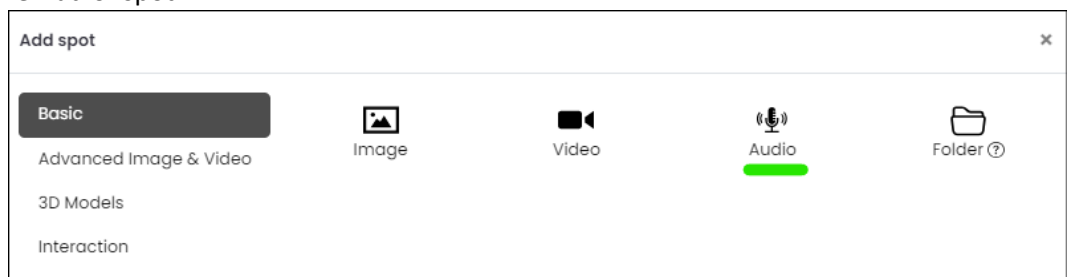 Add spot
×
Basic
Advanced Image & Video
3D Models
Interaction
Image
Video
Audio
Folder ?